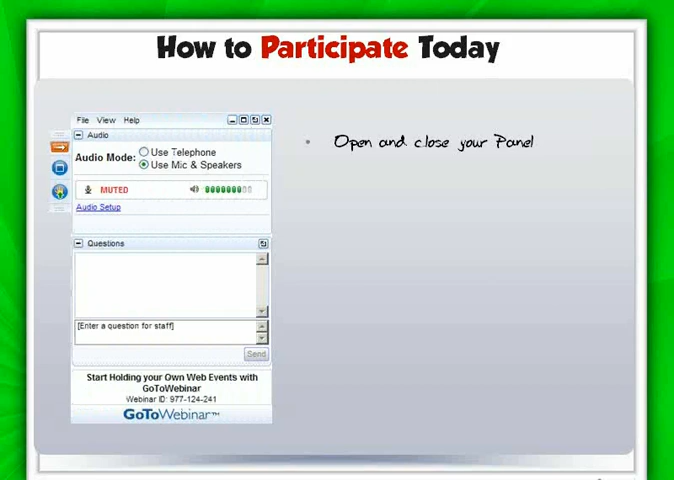 How to Participate Today
File View Help
Audio
Audio Mode: Use Telephone
Use Mic & Speakers
MUTED
Audio Setup
Questions
[Enter a question for staff]
Send
Start Holding your Own Web Events with
GoToWebinar
Webinar ID: 977-124-241
GoToWebinar™
• Open and close your Panel